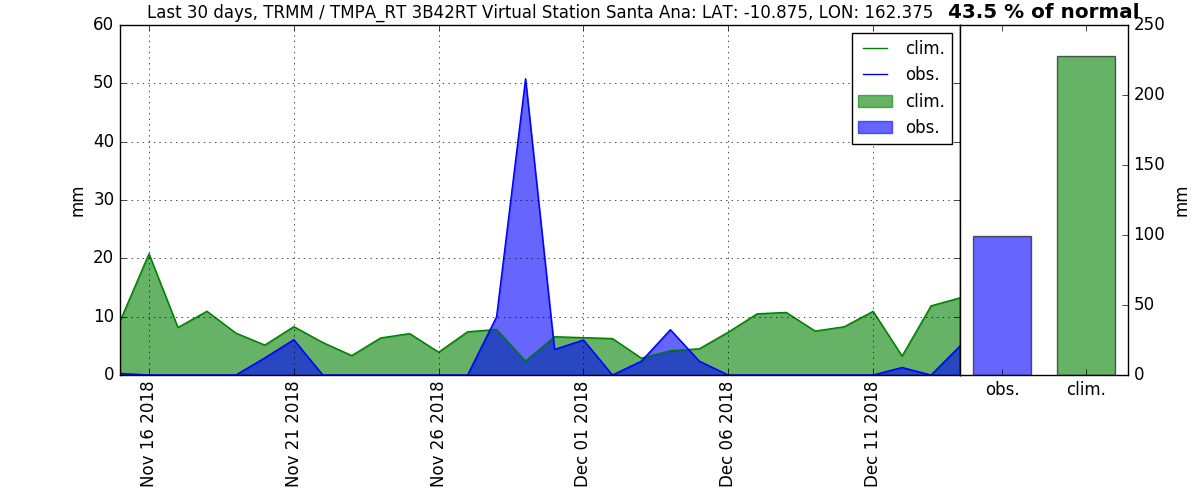 Last 30 days, TRMM / TMPA_RT 3B42RT Virtual Station Santa Ana: LAT: -10.875, LON: 162.375
43.5 % of normal
60
50
40
30
20
10
0
mm
clim.
obs.
clim.
obs.
250
200
150
100
50
0
mm
obs.
clim.
Nov 16 2018
Nov 21 2018
Nov 26 2018
Dec 01 2018
Dec 06 2018
Dec 11 2018